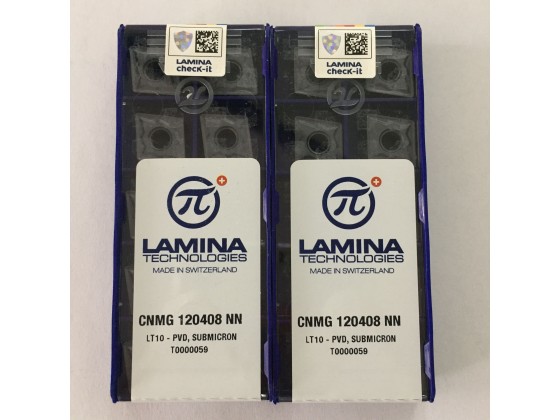 LAMINA
check-it
π
LAMINA
TECHNOLOGIES
MADE IN SWITZERLAND
CNMG 120408 NN
LT10 - PVD, SUBMICRON
T0000059
LAMINA
check-it
π
LAMINA
TECHNOLOGIES
MADE IN SWITZERLAND
CNMG 120408 NN
LT10 - PVD, SUBMICRON
T0000059